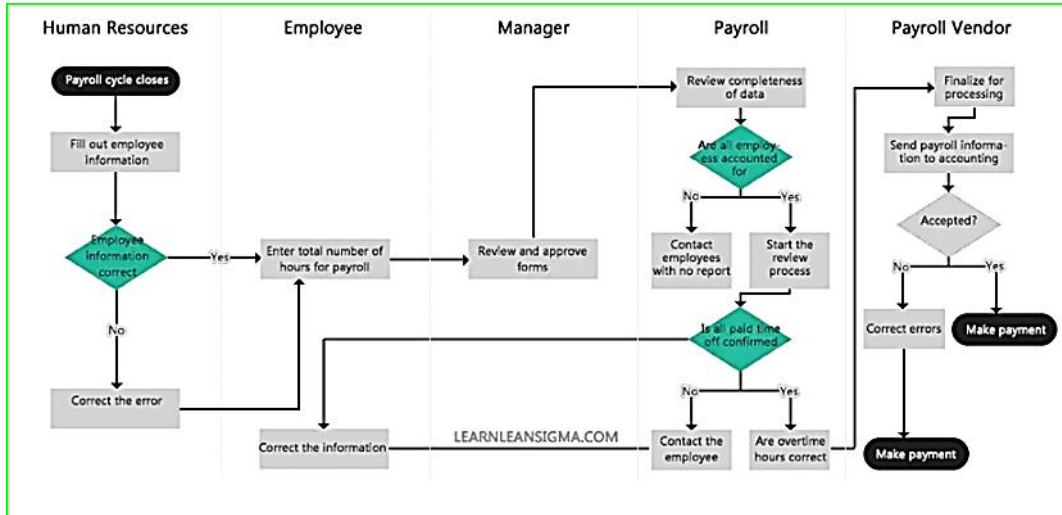 Human Resources
Employee
Manager
Payroll
Payroll Vendor
Payroll cycle closes
Fill out employee
information
Employee
information
correct
Yes
No
Correct the error
Enter total number of
hours for payroll
Correct the information
Review and approve
forms
LEARNLEANSIGMA.COM
Review completeness
of data
Are all employ-
ess accounted
for
No
Yes
Contact
employees
with no report
Start the
review
process
Is all paid time
off confirmed
No
Yes
Contact the
employee
Are overtime
hours correct
Finalize for
processing
Send payroll informa-
tion to accounting
Accepted?
No
Yes
Correct errors
Make payment
Make payment